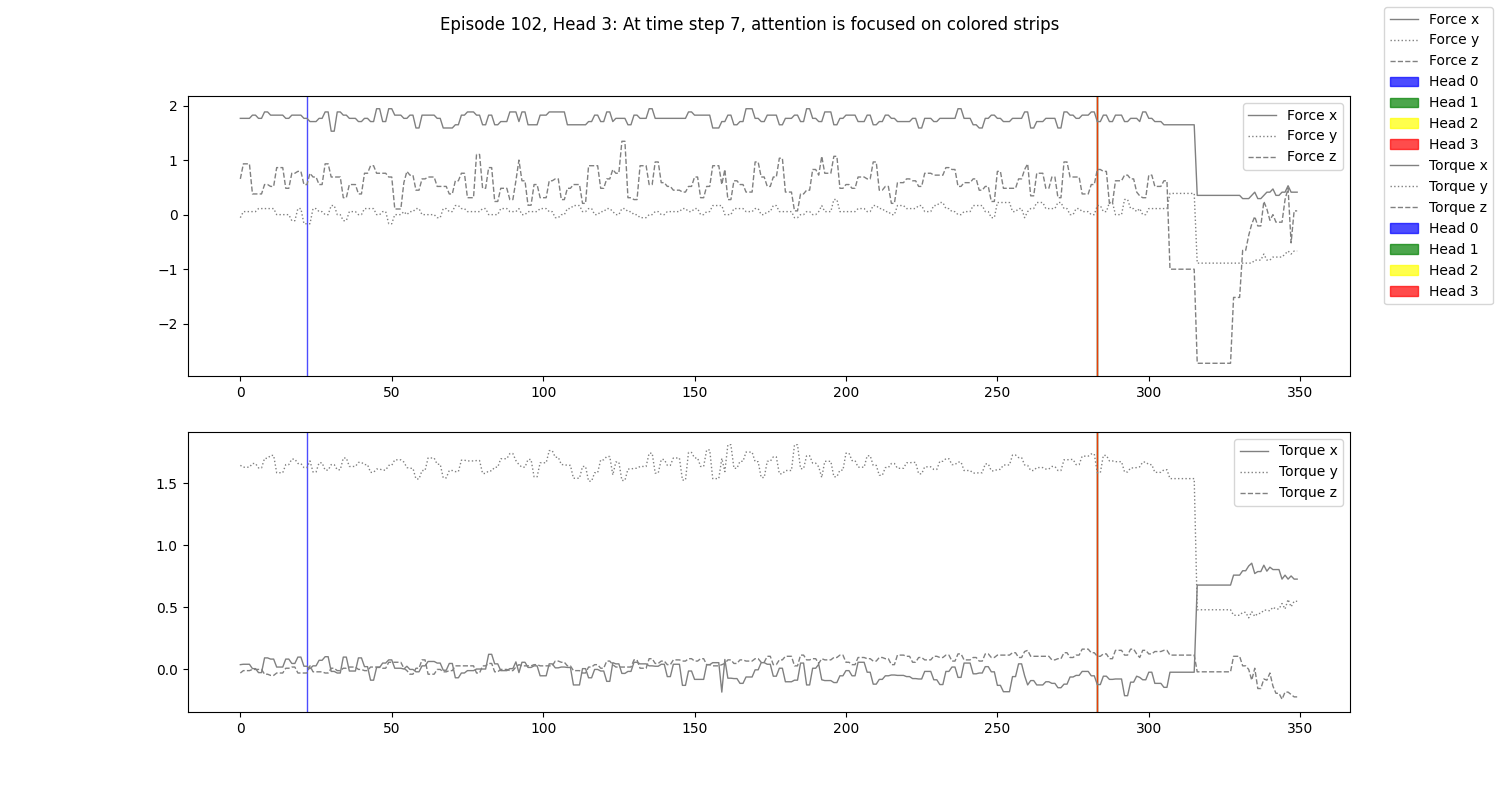 Episode 102, Head 3: At time step 7, attention is focused on colored strips
Force x
Force y
Force z
Head 0
Head 1
Head 2
Head 3
Torque x
Torque y
Torque z
Head 0
Head 1
Head 2
Head 3
2
1
0
−1
−2
Force x
Force y
Force z
0 50 100 150 200 250 300 350
1.5
1.0
0.5
0.0
Torque x
Torque y
Torque z
0 50 100 150 200 250 300 350